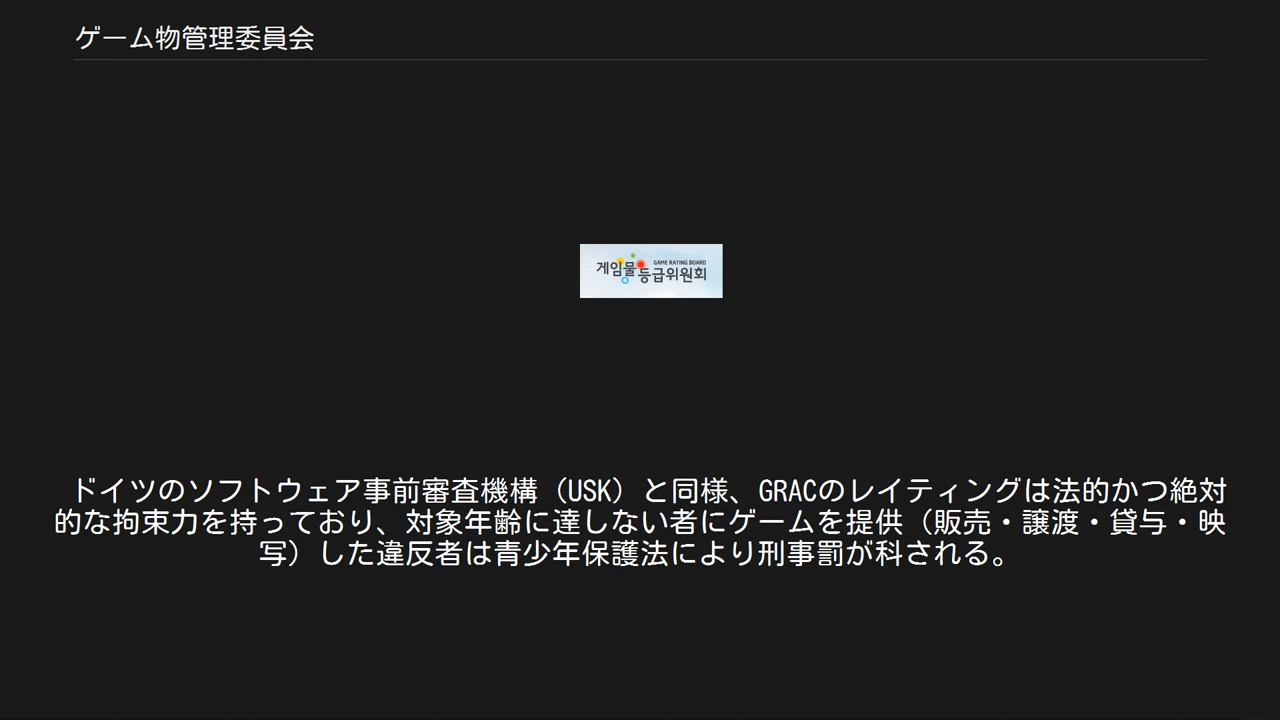 ゲーム物管理委員会
게임물등급위원회
GAME RATING BOARD
ドイツのソフトウェア事前審査機構（USK）と同様、GRACのレイティングは法的かつ絶対
的な拘束力を持っており、対象年齢に達しない者にゲームを提供（販売・譲渡・貸与・映
写）した違反者は青少年保護法により刑事罰が科される。